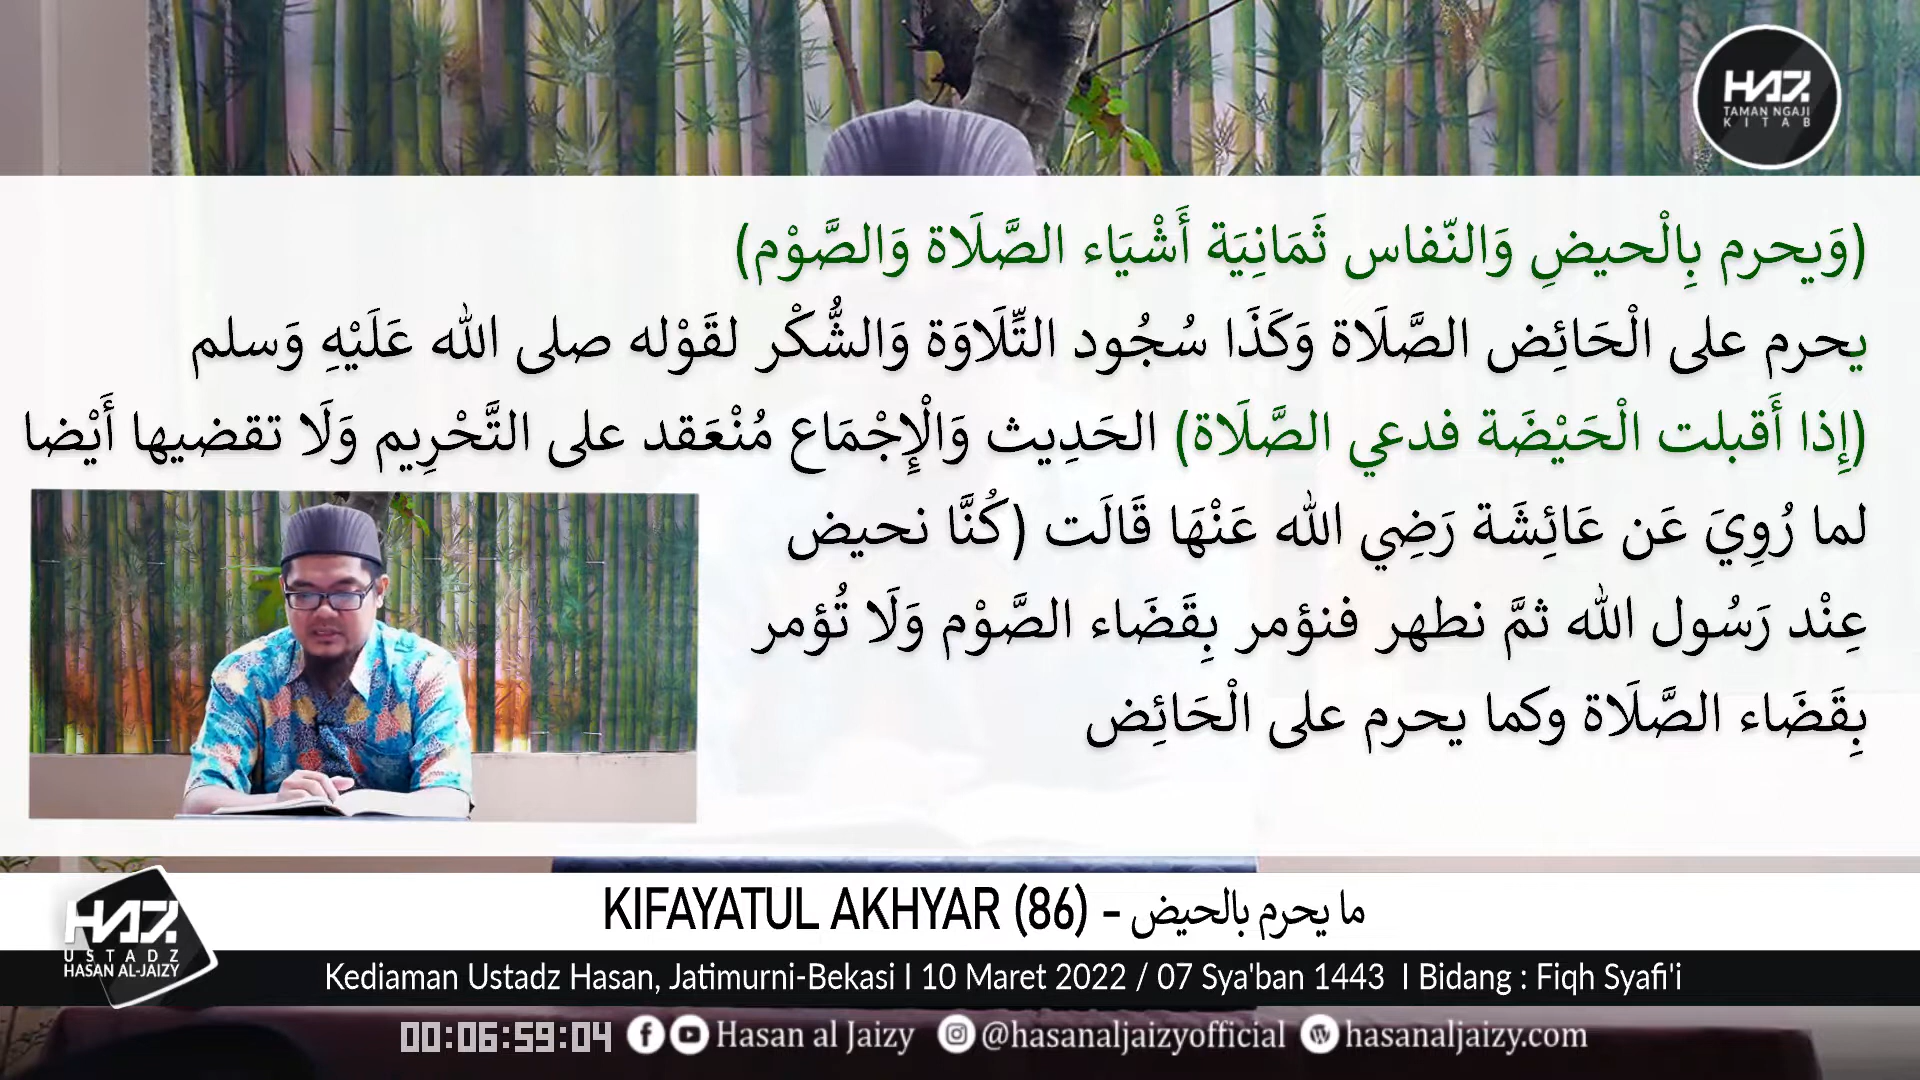 HAZI
TAMAN NGAJI
KITAB
(وَيحرم بِالْحيضِ وَالنّفاس ثَمَانِيَة أَشْيَاء الصَّلَاة وَالصَّوْم)
يحرم على الْحَائِض الصَّلَاة وَكَذَا سُجُود التِّلَاوَة وَالشُّكْر لقَوْله صلى الله عَلَيْهِ وَسلم
(إِذا أَقبلت الْحَيْضَة فدعي الصَّلَاة) الحَدِيث وَالْإِجْمَاع مُنْعَقد على التَّحْرِيم وَلَا تقضيها أَيْضا
لما رُوِيَ عَن عَائِشَة رَضِي الله عَنْهَا قَالَت (كُنَّا نحيض
عِنْد رَسُول الله ثمَّ نطهر فنؤمر بِقَضَاء الصَّوْم وَلَا تُؤمر
بِقَضَاء الصَّلَاة وكما يحرم على الْحَائِض
KIFAYATUL AKHYAR (86) – ما يحرم بالحيض
HAZI
USTADZ
HASAN AL-JAIZY
Kediaman Ustadz Hasan, Jatimurni-Bekasi I 10 Maret 2022 / 07 Sya'ban 1443 I Bidang : Fiqh Syafi'i
00:06:59:04 Hasan al Jaizy @hasanaljaizyofficial hasanaljaizy.com